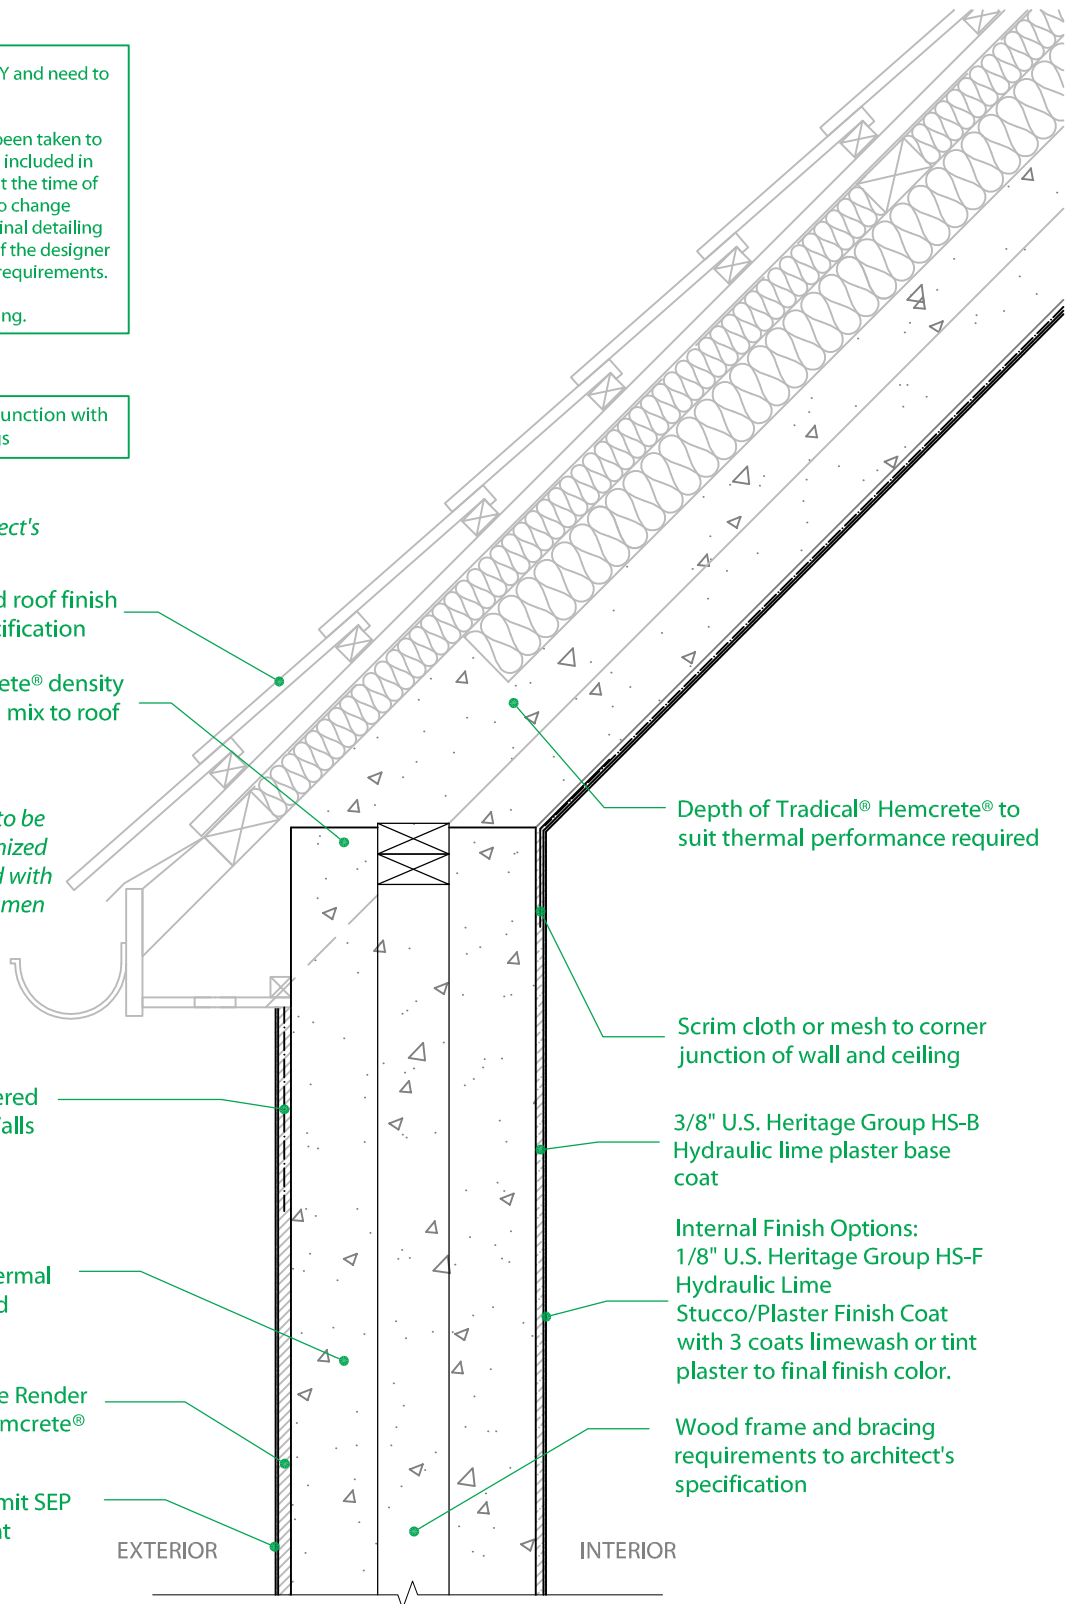 Y and need to
been taken to
included in
t the time of
o change
inal detailing
f the designer
requirements.
ng.
unction with
gs
ect's
d roof finish
cification
ete® density
mix to roof
to be
nized
d with
men
ered
alls
ermal
d
e Render
mcrete®
mit SEP
nt
EXTERIOR
INTERIOR
Depth of Tradical® Hemcrete® to
suit thermal performance required
Scrim cloth or mesh to corner
junction of wall and ceiling
3/8" U.S. Heritage Group HS-B
Hydraulic lime plaster base
coat
Internal Finish Options:
1/8" U.S. Heritage Group HS-F
Hydraulic Lime
Stucco/Plaster Finish Coat
with 3 coats limewash or tint
plaster to final finish color.
Wood frame and bracing
requirements to architect's
specification